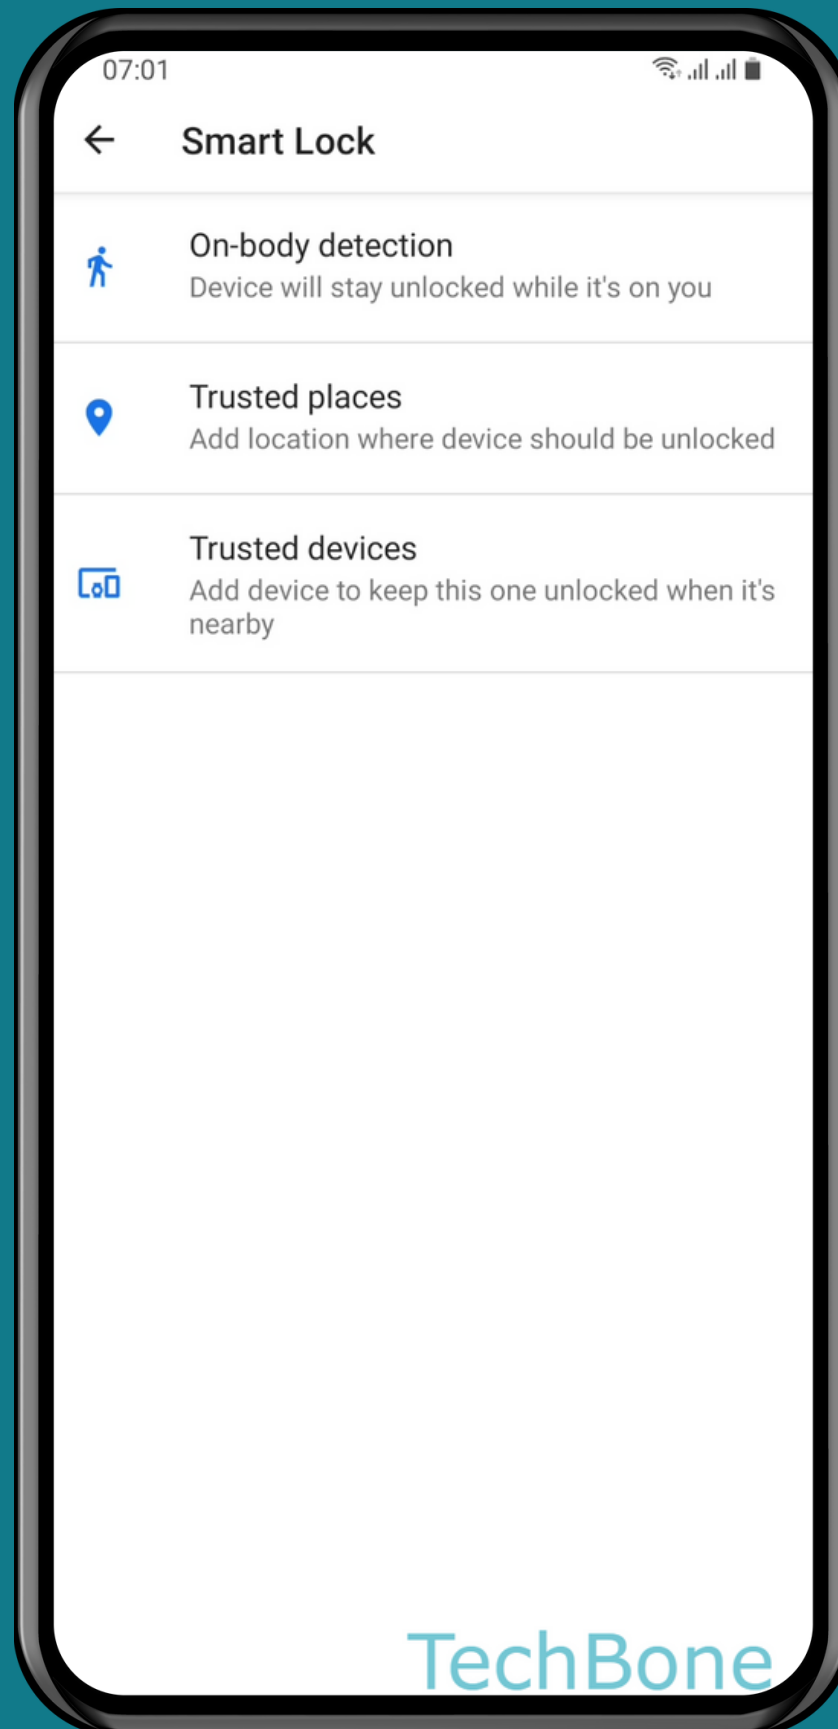 07:01
Smart Lock
On-body detection
Device will stay unlocked while it's on you
Trusted places
Add location where device should be unlocked
Trusted devices
Add device to keep this one unlocked when it's
nearby
TechBone